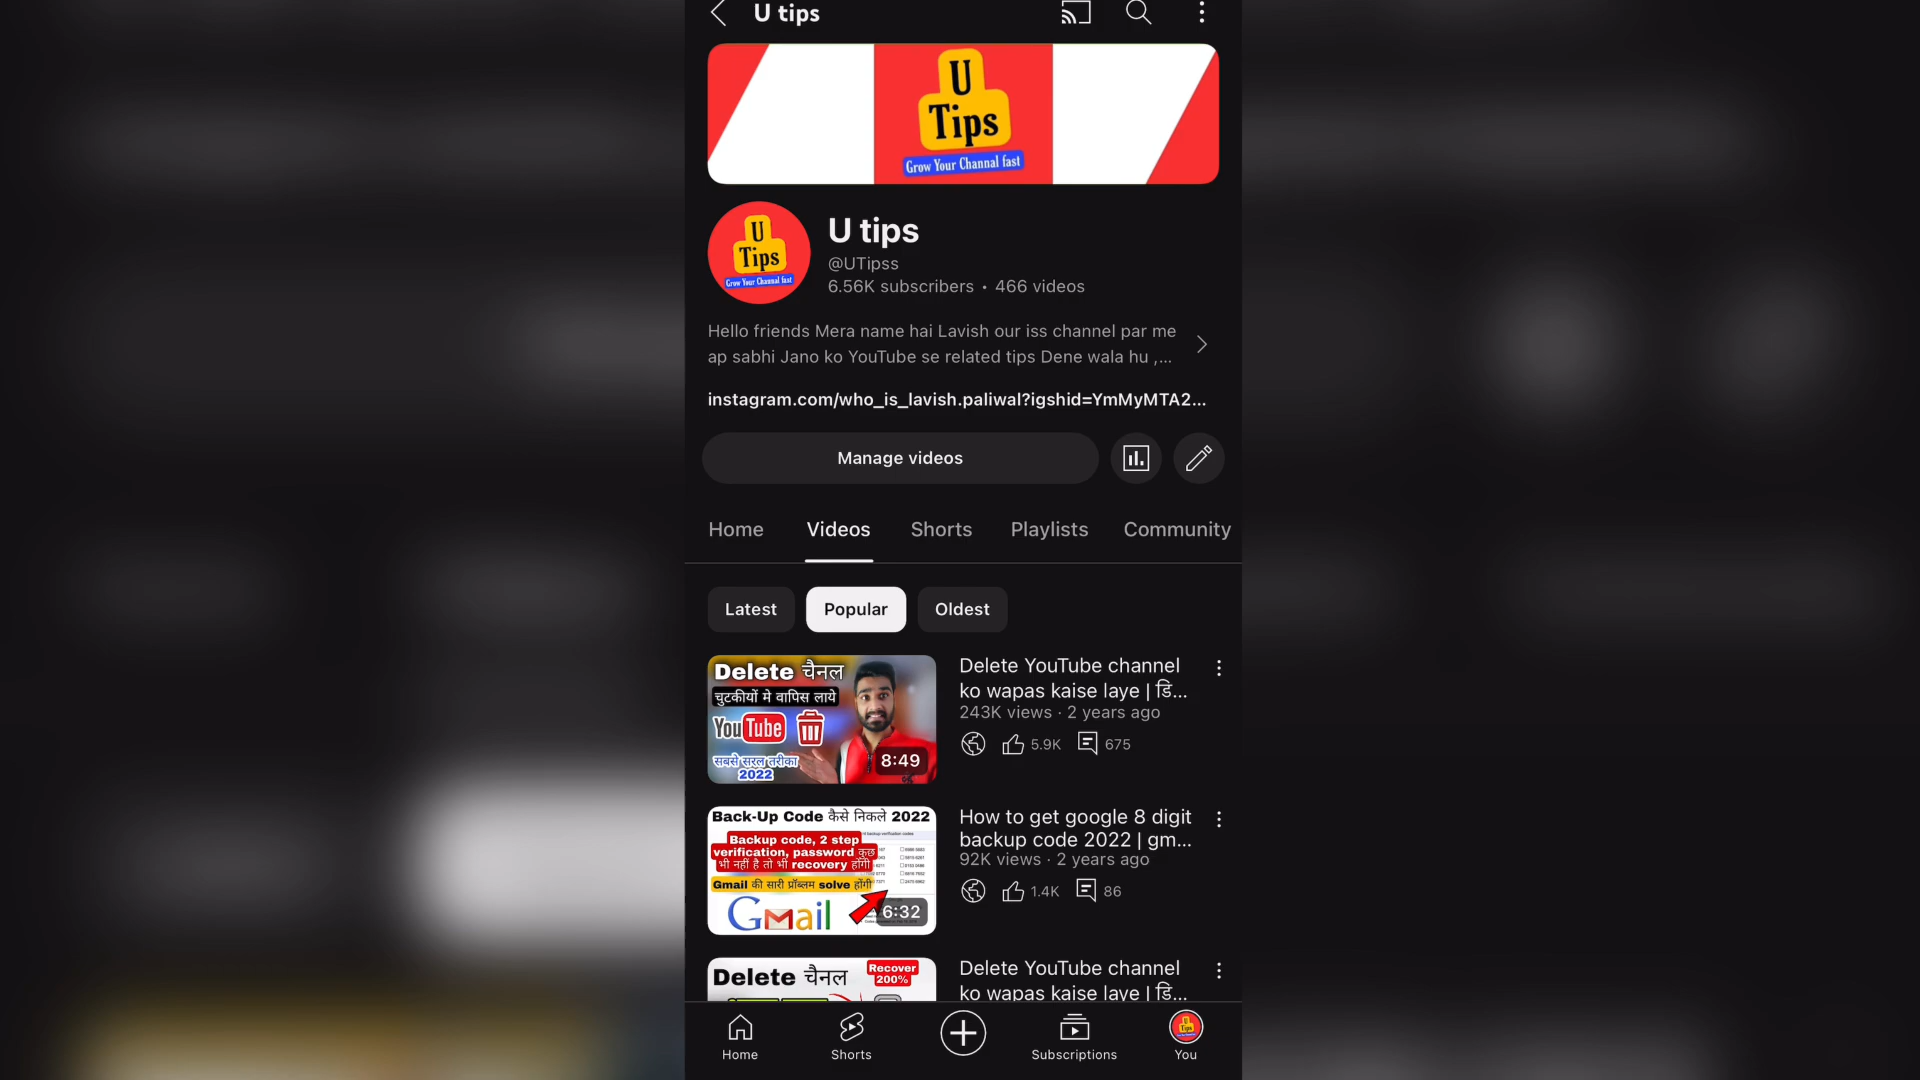 U tips
U
Tips
Grow Your Channal fast
U
Tips
Grow Your Channal fast
U tips
@UTipss
6.56K subscribers • 466 videos
Hello friends Mera name hai Lavish our iss channel par me
ap sabhi Jano ko YouTube se related tips Dene wala hu ,...
instagram.com/who_is_lavish.paliwal?igshid=YmMyMTA2...
Manage videos
Home Videos Shorts Playlists Community
Latest Popular Oldest
Delete चैनल
चुटकीयों मे वापिस लाये
YouTube
सबसे सरल तरीका
2022
8:49
Delete YouTube channel
ko wapas kaise laye | डि...
243K views · 2 years ago
5.9K 675
Back-Up Code कैसे निकले 2022
Backup code, 2 step
verification, password कुछ
भी नहीं है तो भी recovery होंगी
Gmail की सारी प्रॉब्लम solve होंगी
Gmail
6:32
How to get google 8 digit
backup code 2022 | gm...
92K views · 2 years ago
1.4K 86
Delete चैनल
Recover
200%
Delete YouTube channel
ko wapas kaise laye | डि...
Home Shorts Subscriptions You